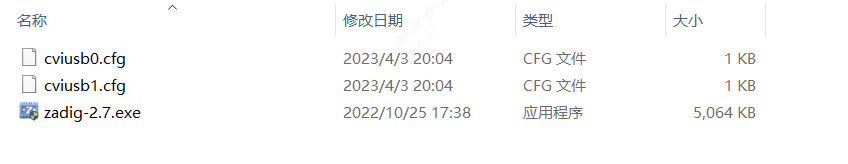 名称 修改日期 类型 大小
cviusb0.cfg 2023/4/3 20:04 CFG 文件 1 KB
cviusb1.cfg 2023/4/3 20:04 CFG 文件 1 KB
zadig-2.7.exe 2022/10/25 17:38 应用程序 5,064 KB